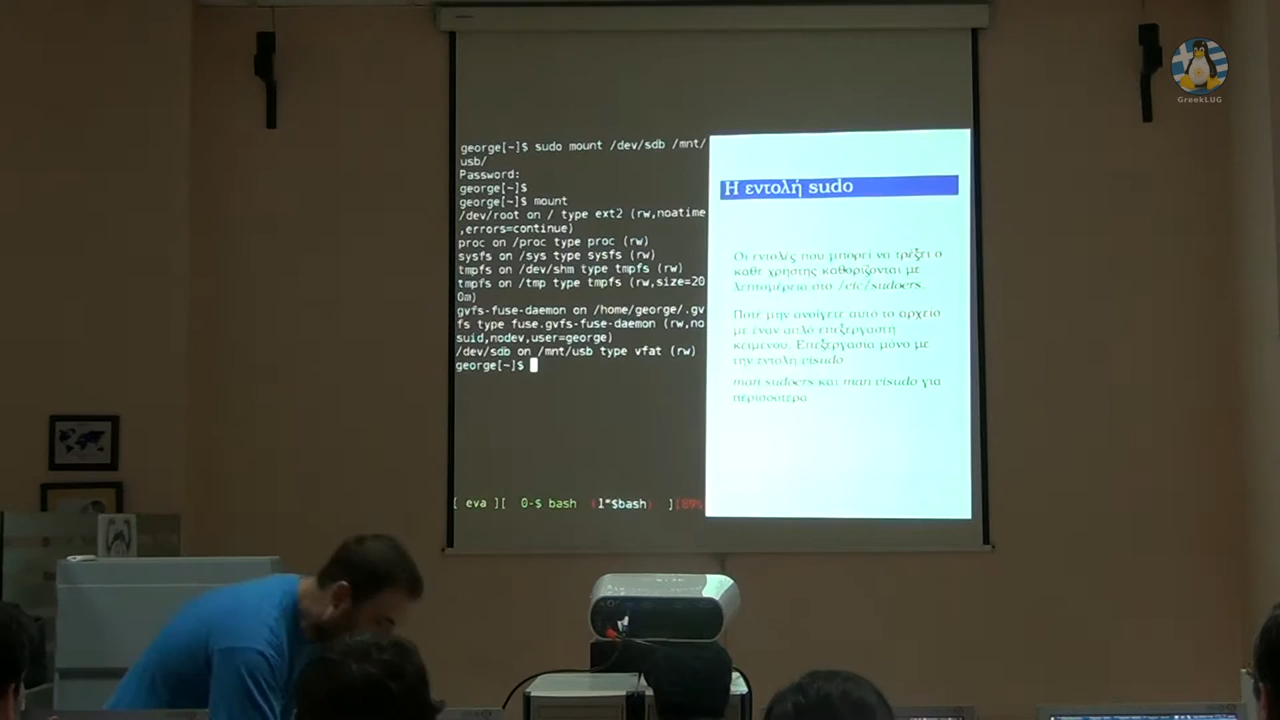 GreekLUG
george[~]$ sudo mount /dev/sdb /mnt/
usb/
Password:
george[~]$
george[~]$ mount
/dev/root on / type ext2 (rw,noatime
,errors=continue)
proc on /proc type proc (rw)
sysfs on /sys type sysfs (rw)
tmpfs on /dev/shm type tmpfs (rw)
tmpfs on /tmp type tmpfs (rw,size=20
0m)
gvfs-fuse-daemon on /home/george/.gv
fs type fuse.gvfs-fuse-daemon (rw,no
suid,nodev,user=george)
/dev/sdb on /mnt/usb type vfat (rw)
george[~]$
[ eva ][ 0-$ bash (1*$bash) ][89%
Η εντολή sudo
Οι εντολές που μπορεί να τρέξει ο
κάθε χρήστης καθορίζονται με
λεπτομέρεια στο /etc/sudoers.
Ποτέ μην ανοίγετε αυτό το αρχείο
με έναν απλό επεξεργαστή
κειμένου. Επεξεργασία μόνο με
την εντολή visudo
man sudoers και man visudo για
περισσότερα